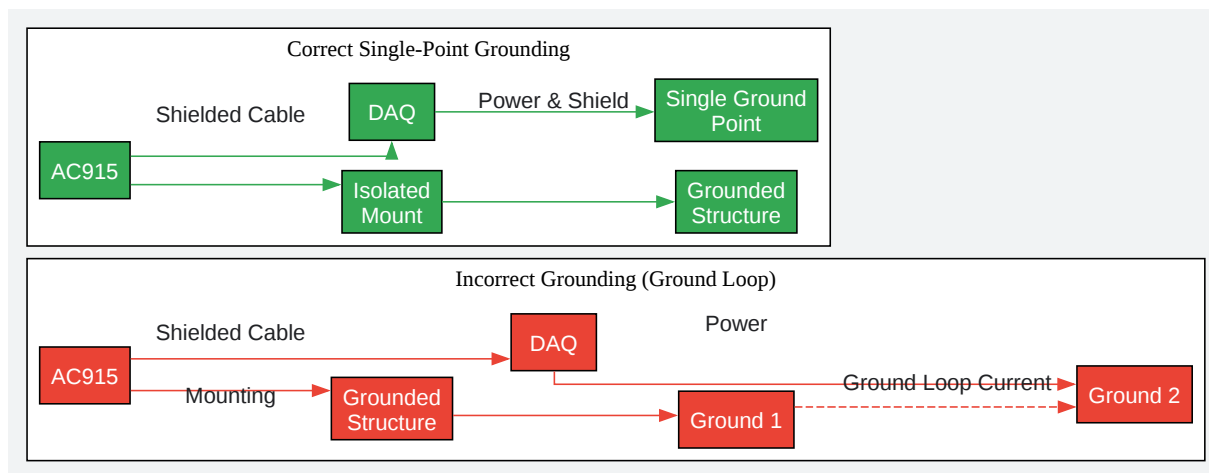 Correct Single-Point Grounding
Shielded Cable
DAQ
Power & Shield
Single Ground
Point
AC915
Isolated
Mount
Grounded
Structure
Incorrect Grounding (Ground Loop)
Shielded Cable
DAQ
Power
AC915
Mounting
Grounded
Structure
Ground 1
Ground Loop Current
Ground 2